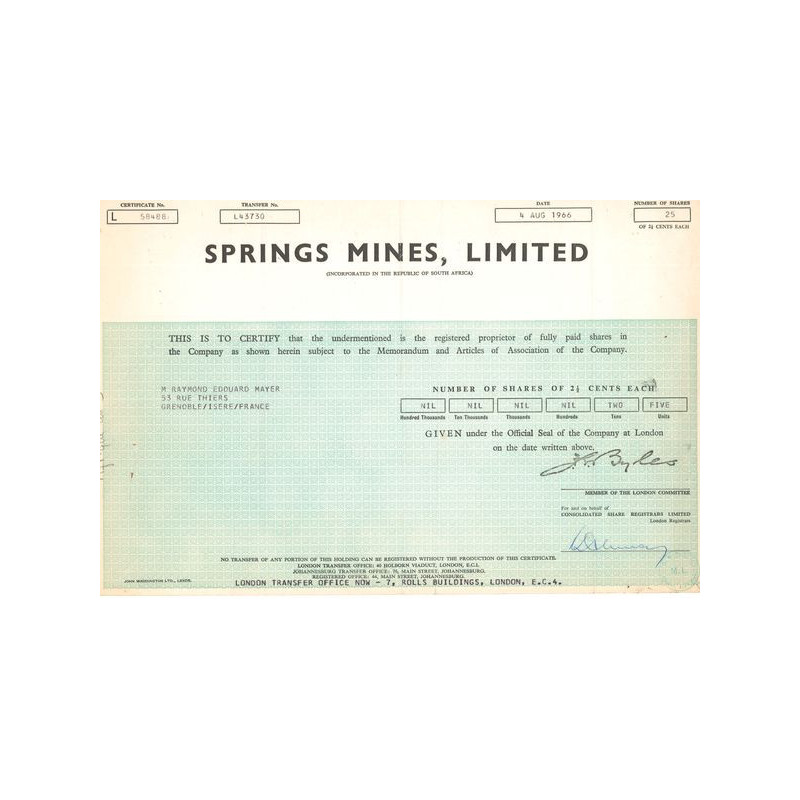 CERTIFICATE No. TRANSFER No. DATE NUMBER OF SHARES
L 58488 L43730 4 AUG 1966 25
OF 2½ CENTS EACH
SPRINGS MINES, LIMITED
(INCORPORATED IN THE REPUBLIC OF SOUTH AFRICA)
THIS IS TO CERTIFY that the undermentioned is the registered proprietor of fully paid shares in
the Company as shown herein subject to the Memorandum and Articles of Association of the Company.
M RAYMOND EDOUARD MAYER
53 RUE THIERS
GRENOBLE/ISERE/FRANCE
NUMBER OF SHARES OF 2½ CENTS EACH
NIL NIL NIL NIL TWO FIVE
Hundred Thousands Ten Thousands Thousands Hundreds Tens Units
GIVEN under the Official Seal of the Company at London
on the date written above.
Byles
MEMBER OF THE LONDON COMMITTEE
For and on behalf of
CONSOLIDATED SHARE REGISTRARS LIMITED
London Registrars
NO TRANSFER OF ANY PORTION OF THIS HOLDING CAN BE REGISTERED WITHOUT THE PRODUCTION OF THIS CERTIFICATE.
LONDON TRANSFER OFFICE: 40 HOLBORN VIADUCT, LONDON, E.C.1.
JOHANNESBURG TRANSFER OFFICE: 75, MAIN STREET, JOHANNESBURG.
REGISTERED OFFICE: 44, MAIN STREET, JOHANNESBURG.
JOHN WADDINGTON LTD., LEEDS.
LONDON TRANSFER OFFICE NOW - 7, ROLLS BUILDINGS, LONDON, E.C.4.